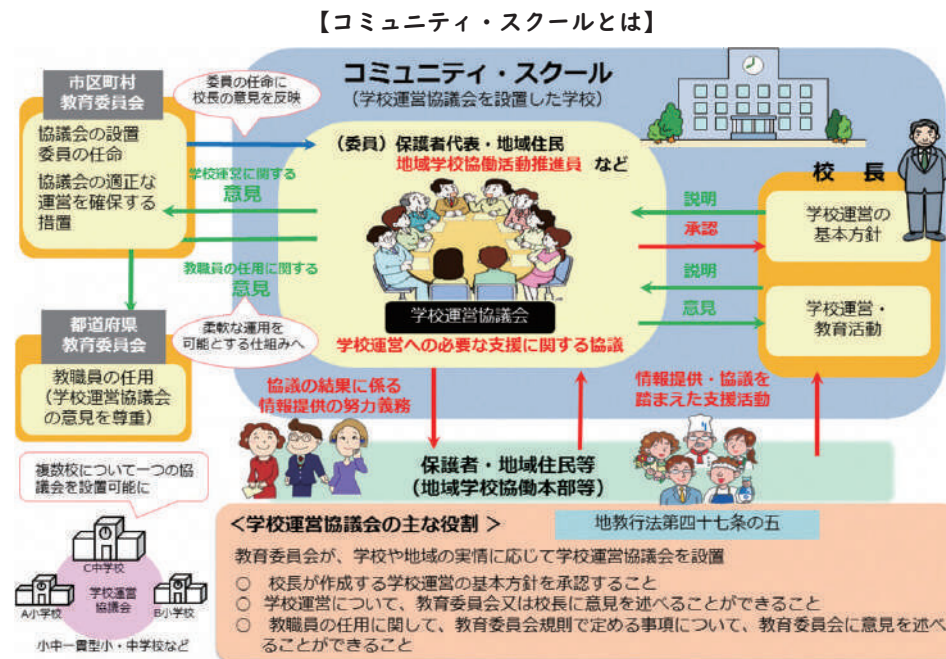 【コミュニティ・スクールとは】
市区町村
教育委員会
協議会の設置
委員の任命
協議会の適正な
運営を確保する
措置
委員の任命に
校長の意見を反映
コミュニティ・スクール
(学校運営協議会を設置した学校)
(委員)保護者代表・地域住民
地域学校協働活動推進員 など
学校運営に関する
意見
教職員の任用に関する
意見
柔軟な運用を
可能とする仕組みへ
学校運営協議会
学校運営への必要な支援に関する協議
校 長
説明
承認
学校運営の
基本方針
説明
意見
学校運営・
教育活動
都道府県
教育委員会
教職員の任用
(学校運営協議会
の意見を尊重)
協議の結果に係る
情報提供の努力義務
情報提供・協議を
踏まえた支援活動
保護者・地域住民等
(地域学校協働本部等)
複数校について一つの協
議会を設置可能に
C中学校
学校運営
協議会
A小学校
B小学校
小中一貫型小・中学校など
<学校運営協議会の主な役割 >
地教行法第四十七条の五
教育委員会が、学校や地域の実情に応じて学校運営協議会を設置
○ 校長が作成する学校運営の基本方針を承認すること
○ 学校運営について、教育委員会又は校長に意見を述べることができること
○ 教職員の任用に関して、教育委員会規則で定める事項について、教育委員会に意見を述べ
ることができること